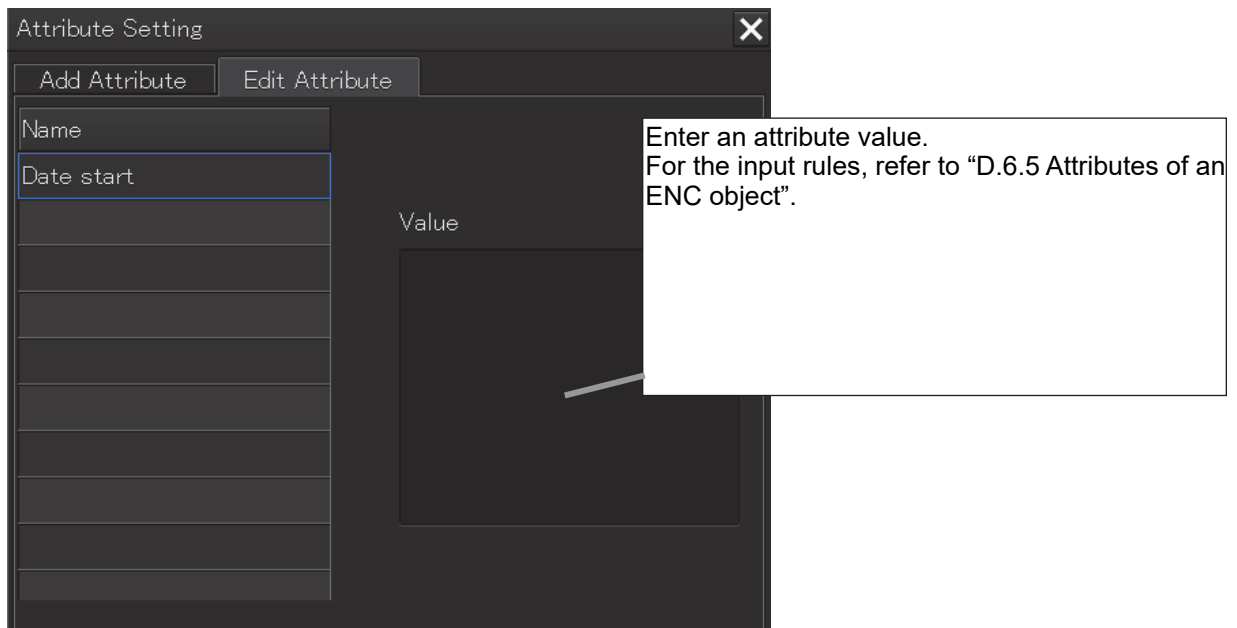 Attribute Setting
Add Attribute
Edit Attribute
Name
Date start
Value
Enter an attribute value.
For the input rules, refer to “D.6.5 Attributes of an
ENC object”.